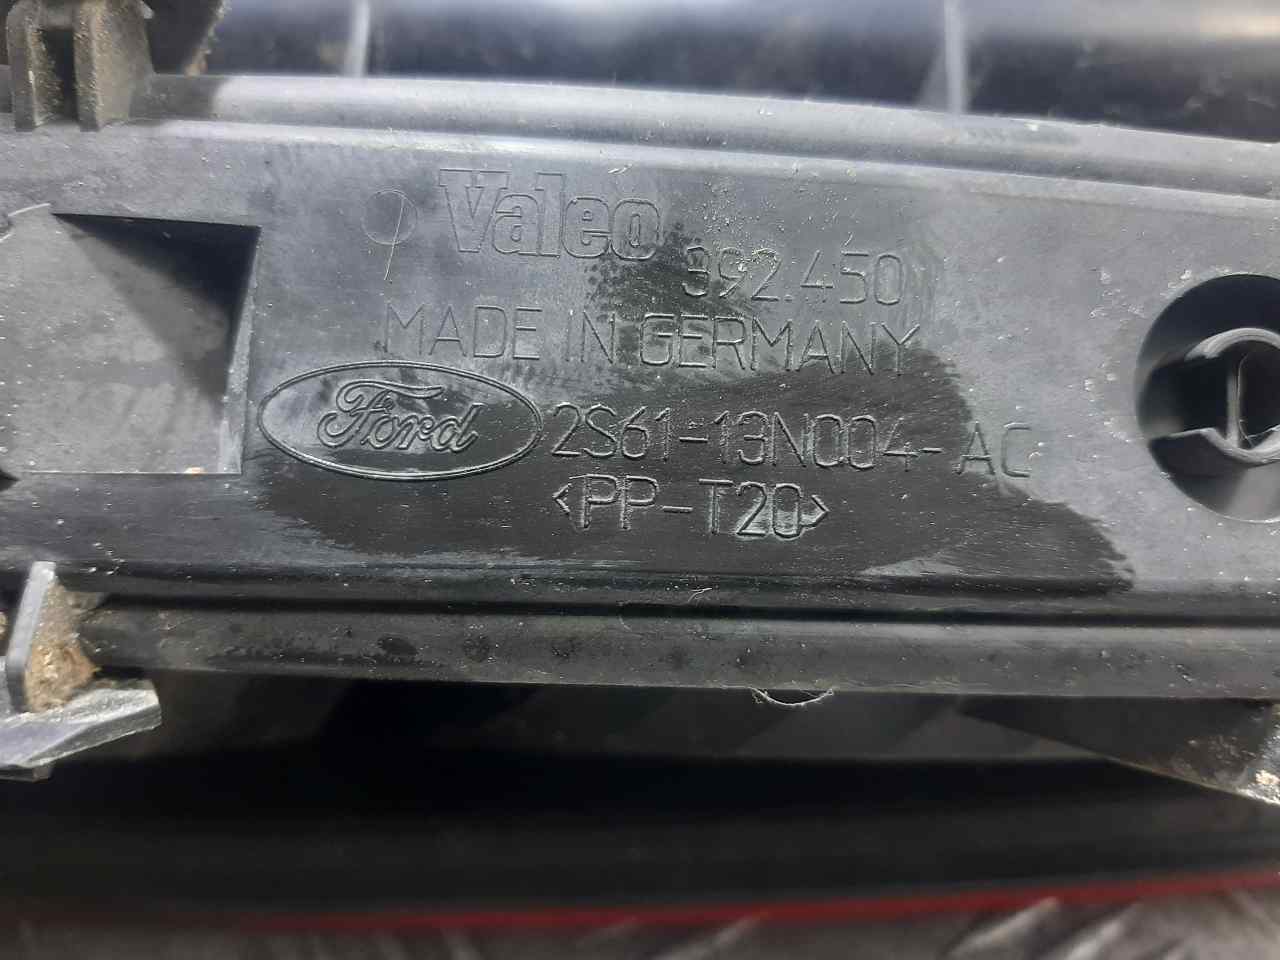 Valeo
392.450
MADE IN GERMANY
Ford 2S61-13N004-AC
<PP-T20>